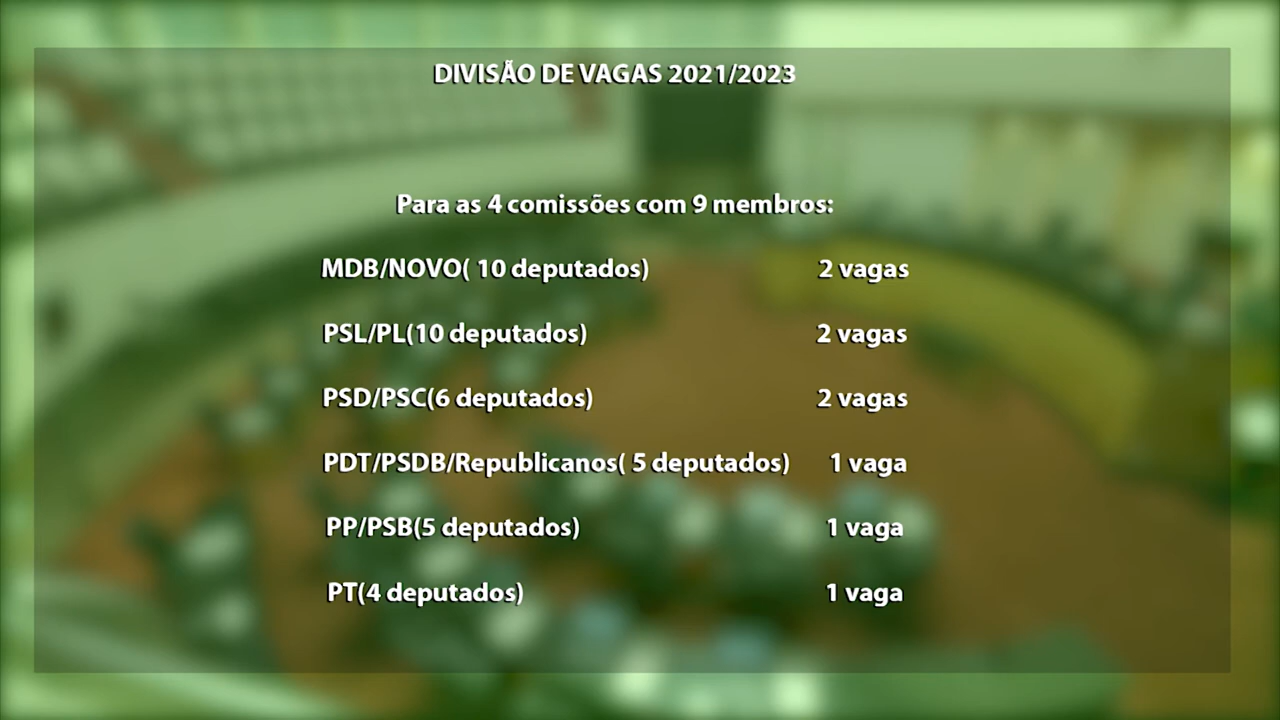 DIVISÃO DE VAGAS 2021/2023
Para as 4 comissões com 9 membros:
MDB/NOVO( 10 deputados) 2 vagas
PSL/PL(10 deputados) 2 vagas
PSD/PSC(6 deputados) 2 vagas
PDT/PSDB/Republicanos( 5 deputados) 1 vaga
PP/PSB(5 deputados) 1 vaga
PT(4 deputados) 1 vaga